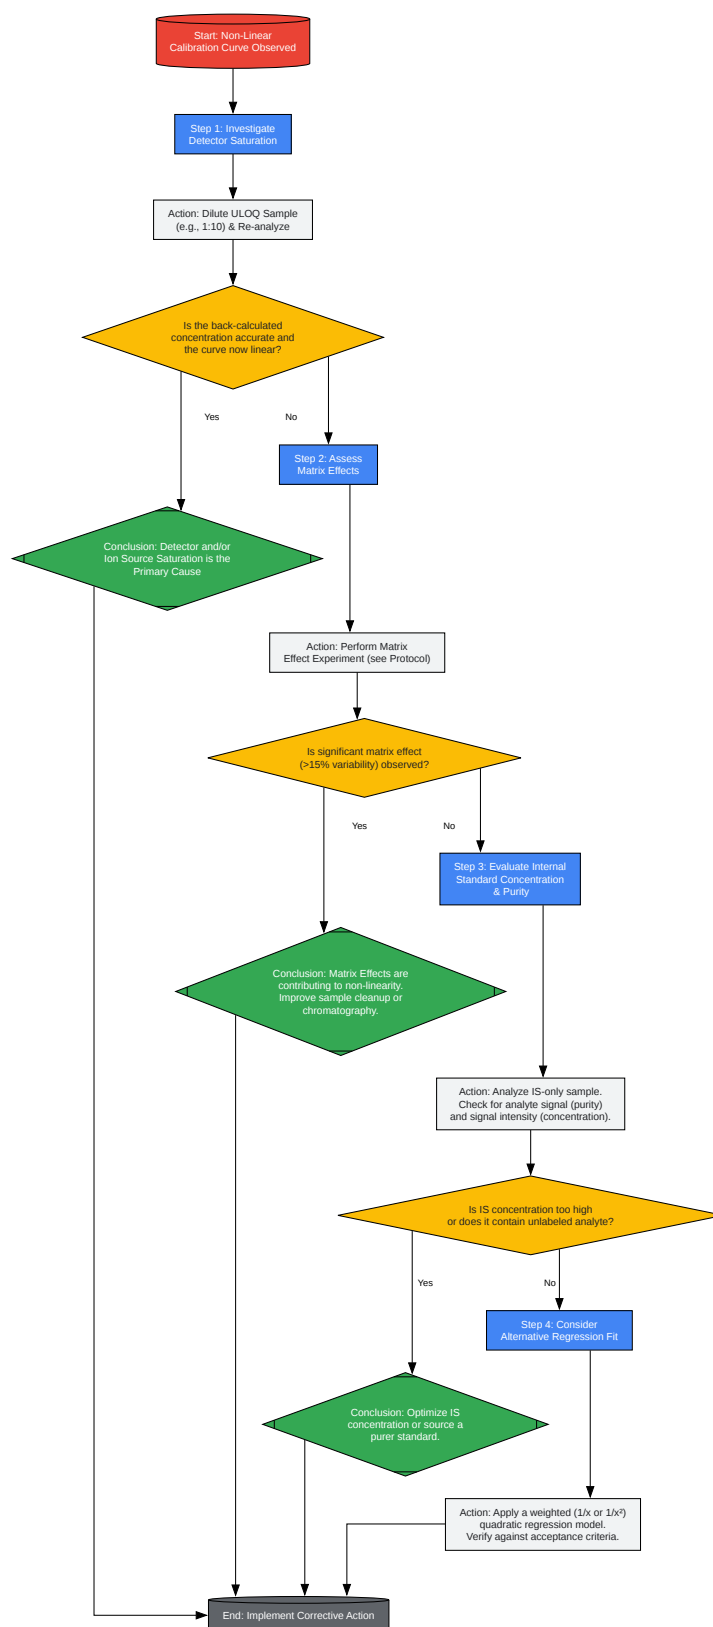 Start: Non-Linear
Calibration Curve Observed
Step 1: Investigate
Detector Saturation
Action: Dilute ULOQ Sample
(e.g., 1:10) & Re-analyze
Is the back-calculated
concentration accurate and
the curve now linear?
Yes
No
Step 2: Assess
Matrix Effects
Conclusion: Detector and/or
Ion Source Saturation is the
Primary Cause
Action: Perform Matrix
Effect Experiment (see Protocol)
Is significant matrix effect
(>15% variability) observed?
Yes
No
Step 3: Evaluate Internal
Standard Concentration
& Purity
Conclusion: Matrix Effects are
contributing to non-linearity.
Improve sample cleanup or
chromatography.
Action: Analyze IS-only sample.
Check for analyte signal (purity)
and signal intensity (concentration).
Is IS concentration too high
or does it contain unlabeled analyte?
Yes
No
Step 4: Consider
Alternative Regression Fit
Conclusion: Optimize IS
concentration or source a
purer standard.
Action: Apply a weighted (1/x or 1/x²)
quadratic regression model.
Verify against acceptance criteria.
End: Implement Corrective Action